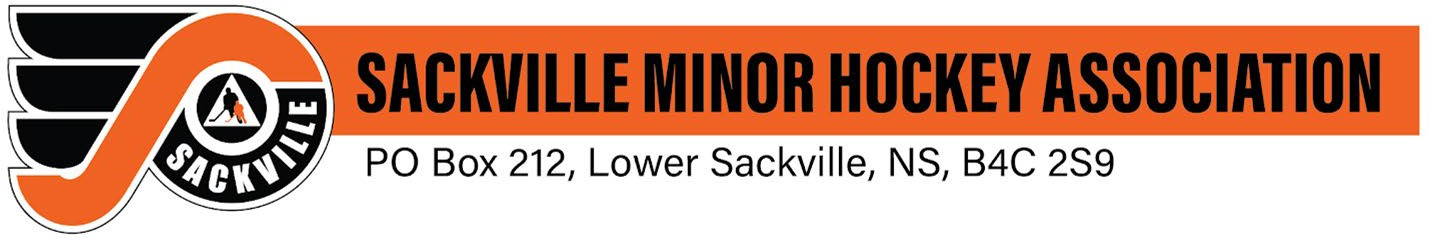 SACKVILLE MINOR HOCKEY ASSOCIATION
PO Box 212, Lower Sackville, NS, B4C 2S9
SACKVILLE